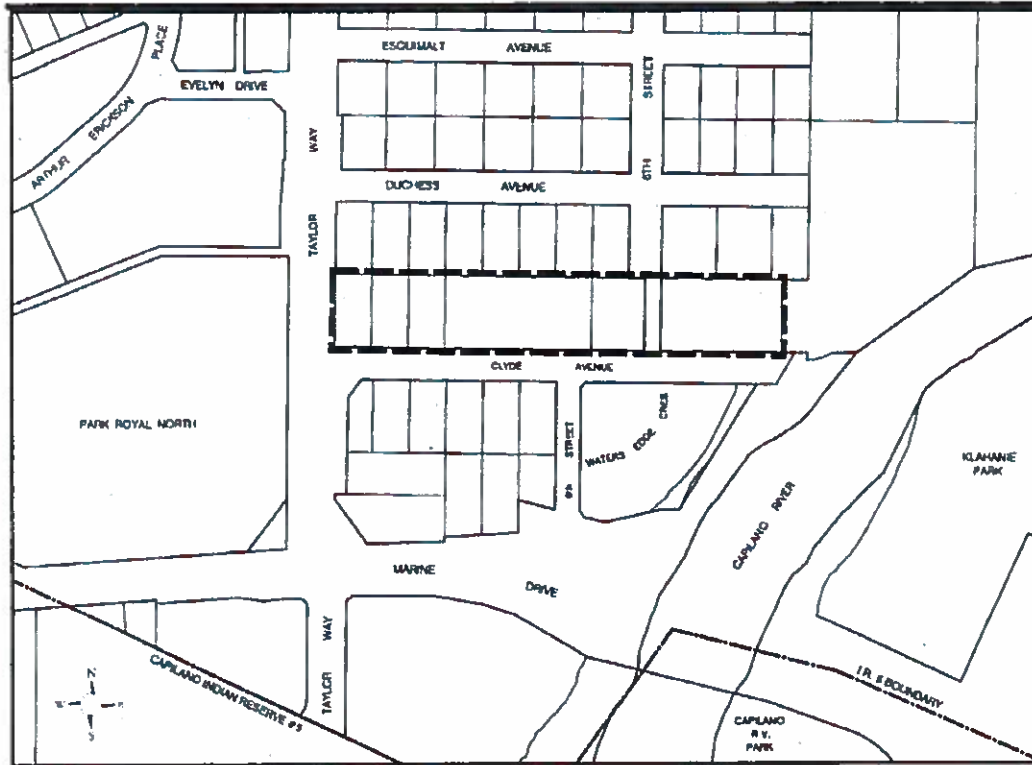 ESQUIMALT AVENUE
PLACE
EVELYN DRIVE
STREET
ARTHUR ERICKSON
WAY
6TH
DUCHESS AVENUE
TAYLOR
CLYDE AVENUE
PARK ROYAL NORTH
WATERS EDGE CRES
STREET
6th
KLAHANIE
PARK
CAPILANO RIVER
MARINE DRIVE
WAY
TAYLOR
CAPILANO INDIAN RESERVE #5
I.R. 5 BOUNDARY
N
W E
S
CAPILANO
R.V.
PARK